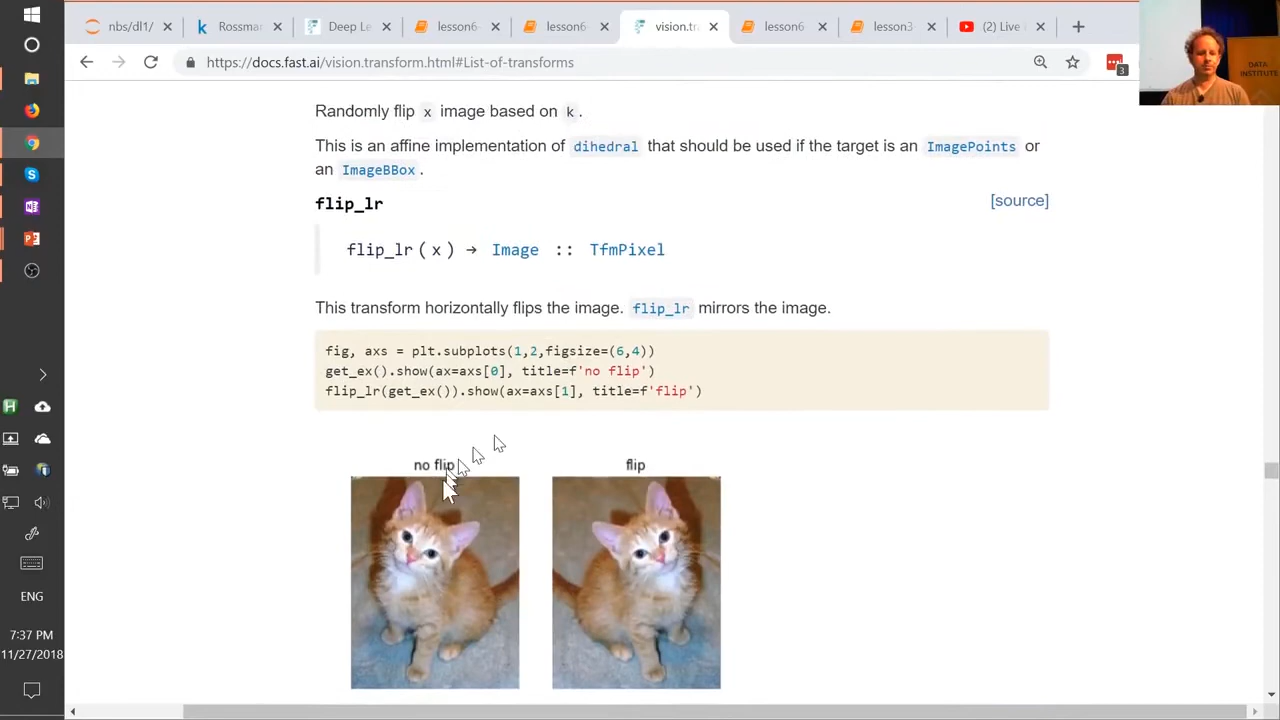 nbs/dl1/
Rossmar
Deep Le
lesson6-
lesson6
vision.tr
lesson6
lesson3-
(2) Live
https://docs.fast.ai/vision.transform.html#List-of-transforms
3
DATA
INSTITUTE
Randomly flip x image based on k.
This is an affine implementation of dihedral that should be used if the target is an ImagePoints or
an ImageBBox.
flip_lr
[source]
flip_lr(x) → Image :: TfmPixel
This transform horizontally flips the image. flip_lr mirrors the image.
fig, axs = plt.subplots(1,2,figsize=(6,4))
get_ex().show(ax=axs[0], title=f'no flip')
flip_lr(get_ex()).show(ax=axs[1], title=f'flip')
no flip
flip
ENG
7:37 PM
11/27/2018